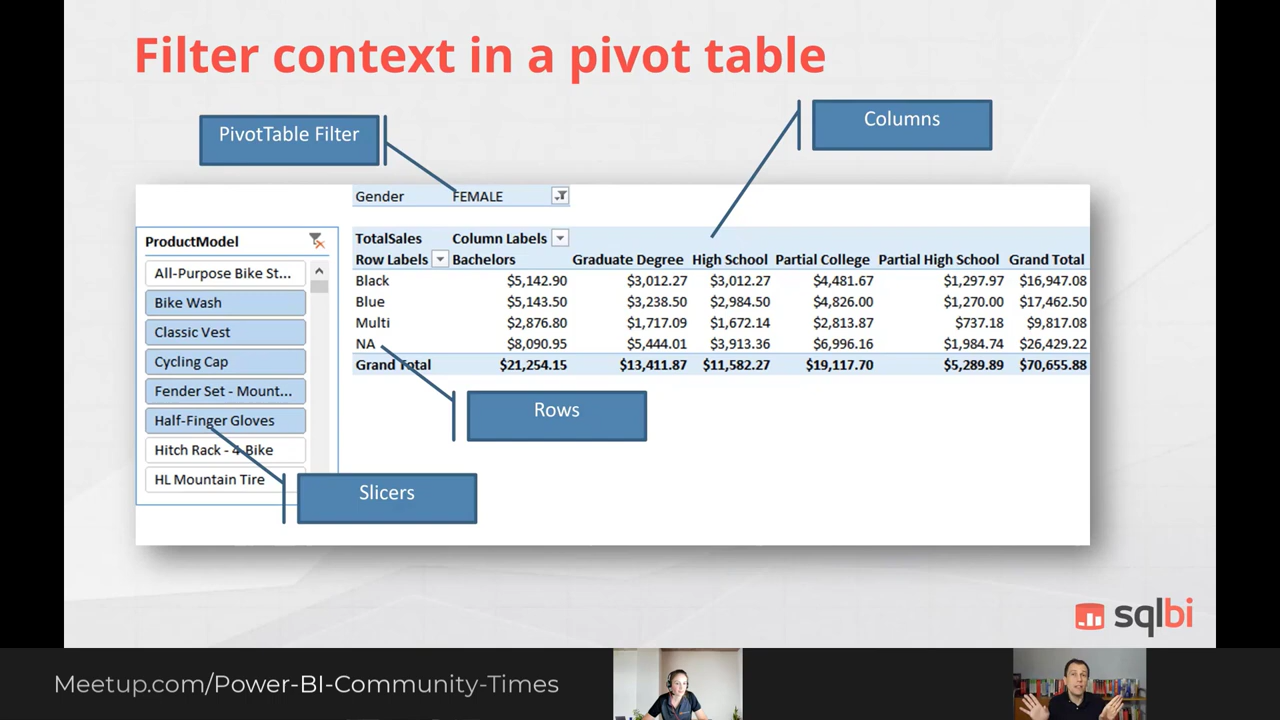 Filter context in a pivot table
PivotTable Filter
Columns
Gender FEMALE
ProductModel
All-Purpose Bike St...
Bike Wash
Classic Vest
Cycling Cap
Fender Set - Mount...
Half-Finger Gloves
Hitch Rack - 4-Bike
HL Mountain Tire
TotalSales Column Labels
Row Labels Bachelors Graduate Degree High School Partial College Partial High School Grand Total
Black $5,142.90 $3,012.27 $3,012.27 $4,481.67 $1,297.97 $16,947.08
Blue $5,143.50 $3,238.50 $2,984.50 $4,826.00 $1,270.00 $17,462.50
Multi $2,876.80 $1,717.09 $1,672.14 $2,813.87 $737.18 $9,817.08
NA $8,090.95 $5,444.01 $3,913.36 $6,996.16 $1,984.74 $26,429.22
Grand Total $21,254.15 $13,411.87 $11,582.27 $19,117.70 $5,289.89 $70,655.88
Rows
Slicers
sqlbi
Meetup.com/Power-BI-Community-Times